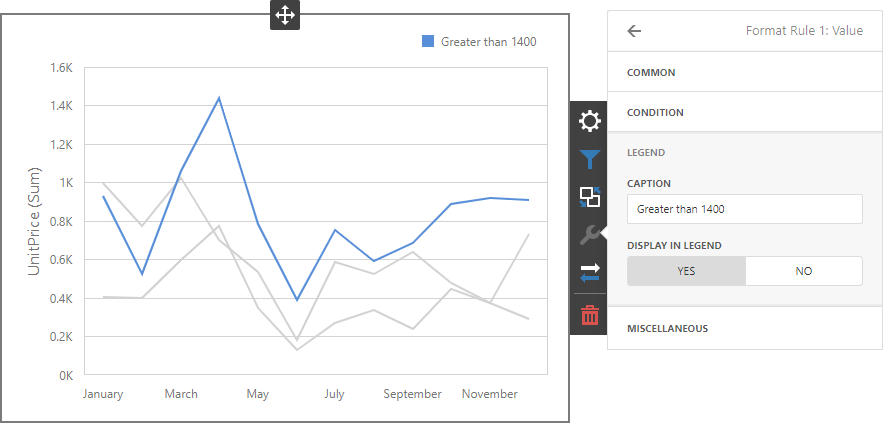 Greater than 1400
1.6K
1.4K
1.2K
1K
0.8K
0.6K
0.4K
0.2K
0K
UnitPrice (Sum)
January March May July September November
Format Rule 1: Value
COMMON
CONDITION
LEGEND
CAPTION
Greater than 1400
DISPLAY IN LEGEND
YES NO
MISCELLANEOUS